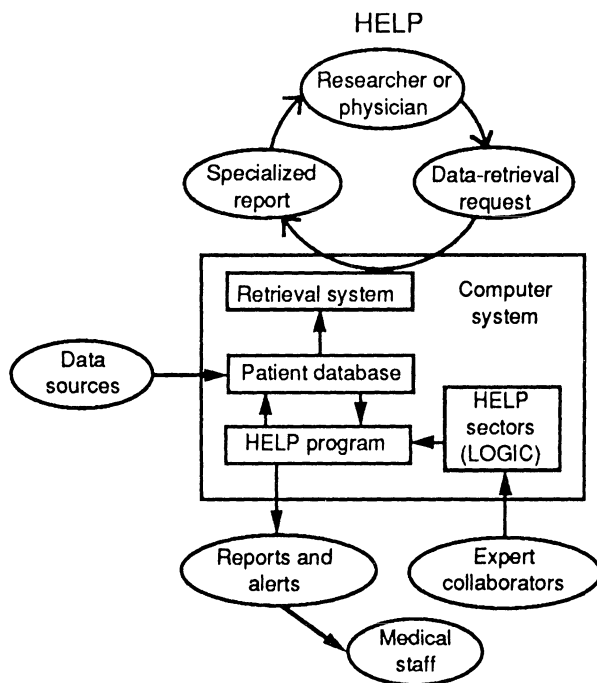 HELP
Researcher or
physician
Specialized
report
Data-retrieval
request
Retrieval system
Computer
system
Data
sources
Patient database
HELP
sectors
(LOGIC)
HELP program
Reports and
alerts
Expert
collaborators
Medical
staff